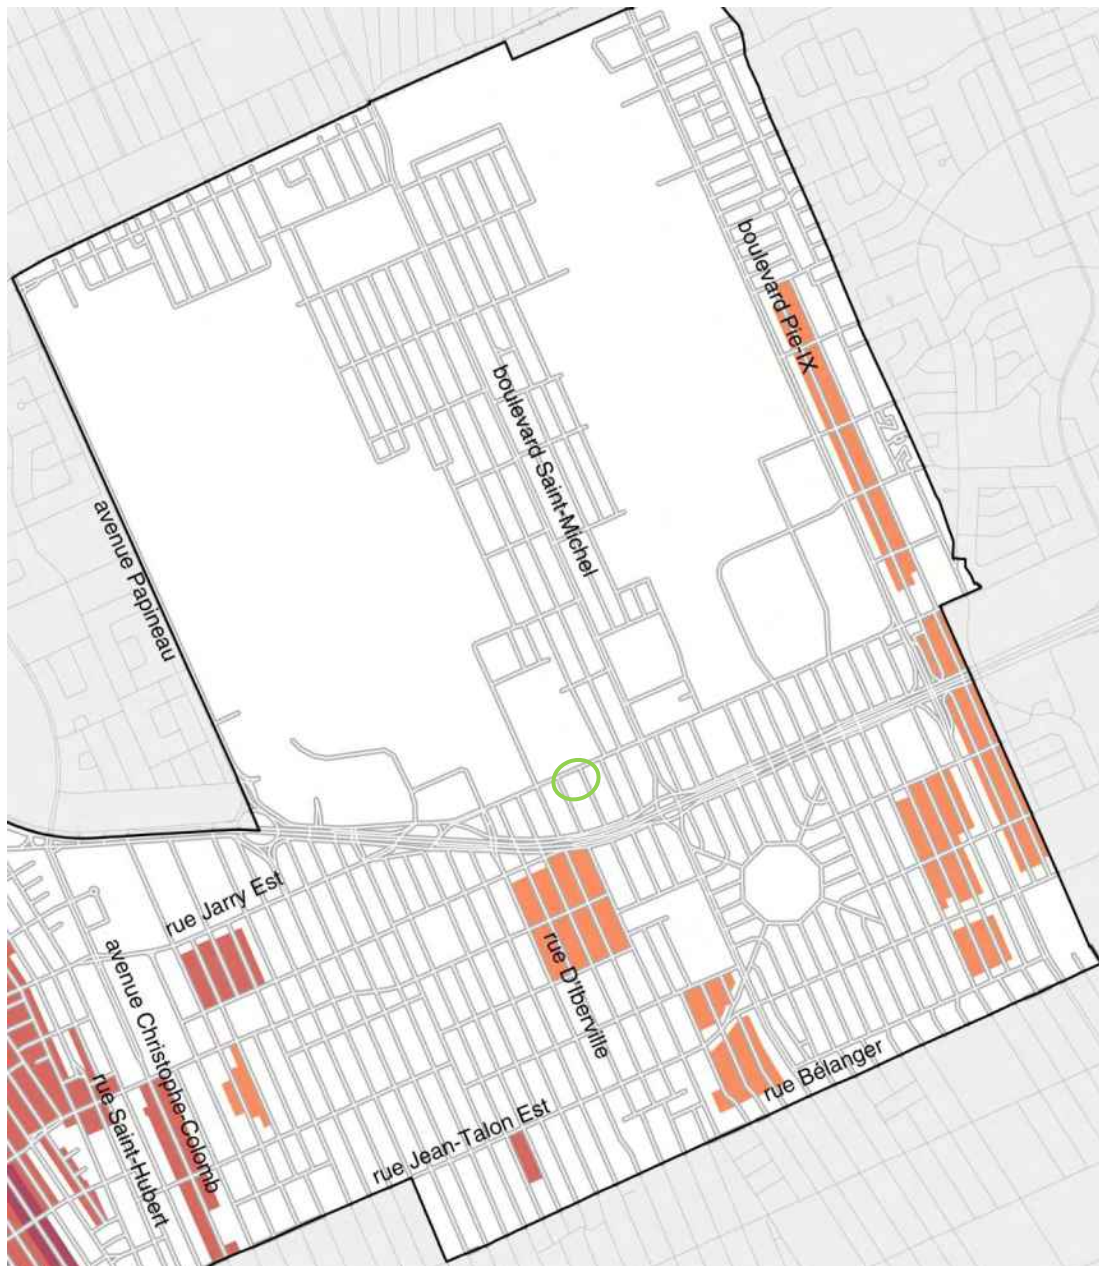 boulevard Pie-IX
boulevard Saint-Michel
avenue Papineau
rue Jarry Est
avenue Christophe-Colomb
rue D'Iberville
rue Saint-Hubert
rue Bélanger
rue Jean-Talon Est